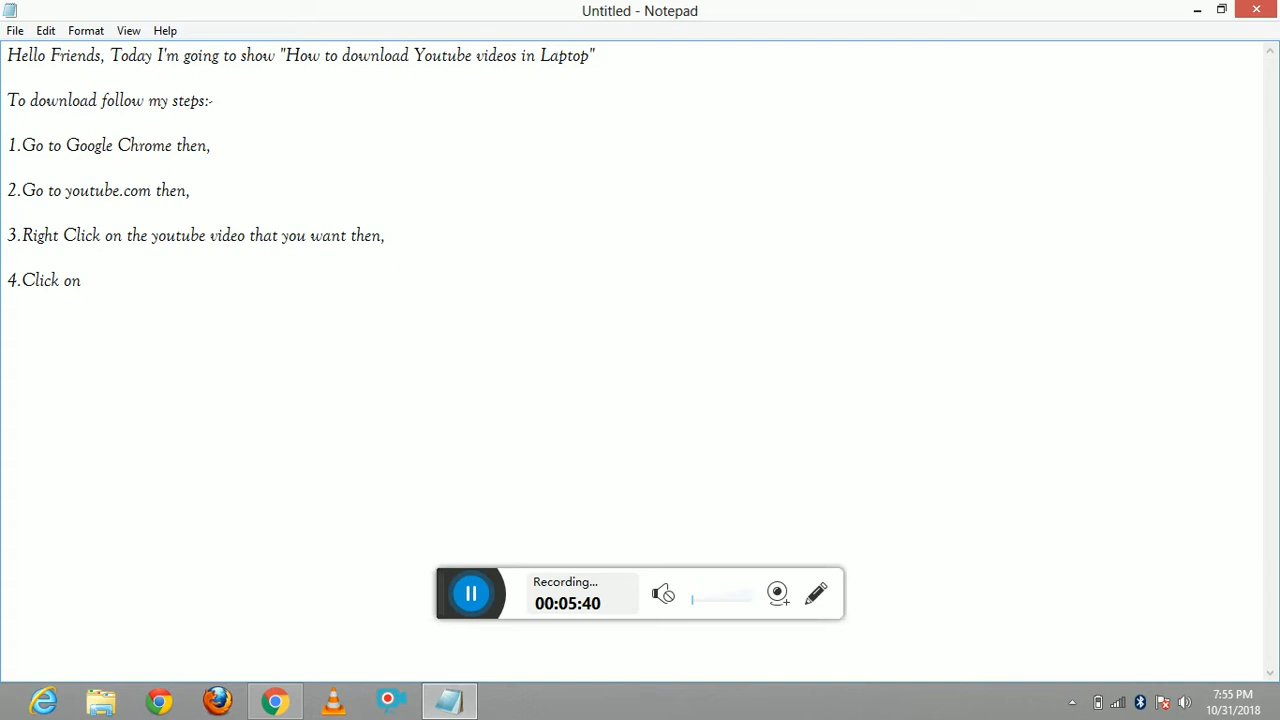 Untitled - Notepad
File Edit Format View Help
Hello Friends, Today I'm going to show "How to download Youtube videos in Laptop"
To download follow my steps:-
1.Go to Google Chrome then,
2.Go to youtube.com then,
3.Right Click on the youtube video that you want then,
4.Click on
Recording...
00:05:40
7:55 PM
10/31/2018